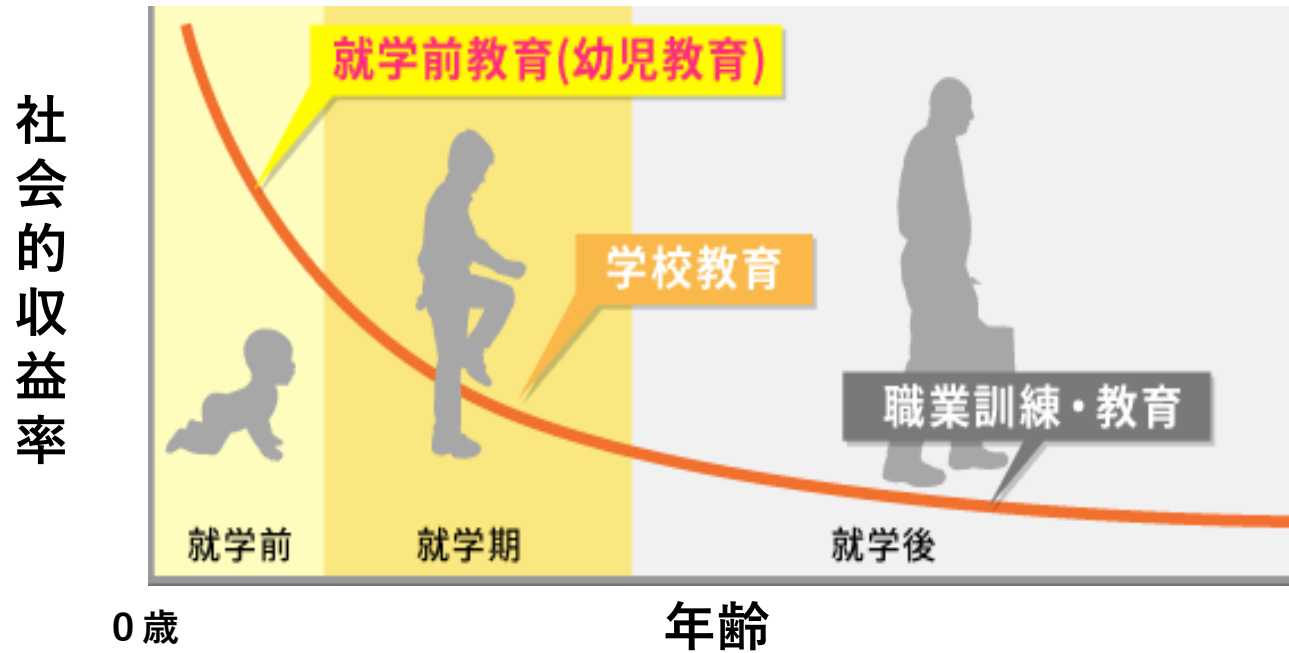 社会的収益率
就学前教育(幼児教育)
学校教育
職業訓練・教育
就学前
就学期
就学後
0歳
年齢